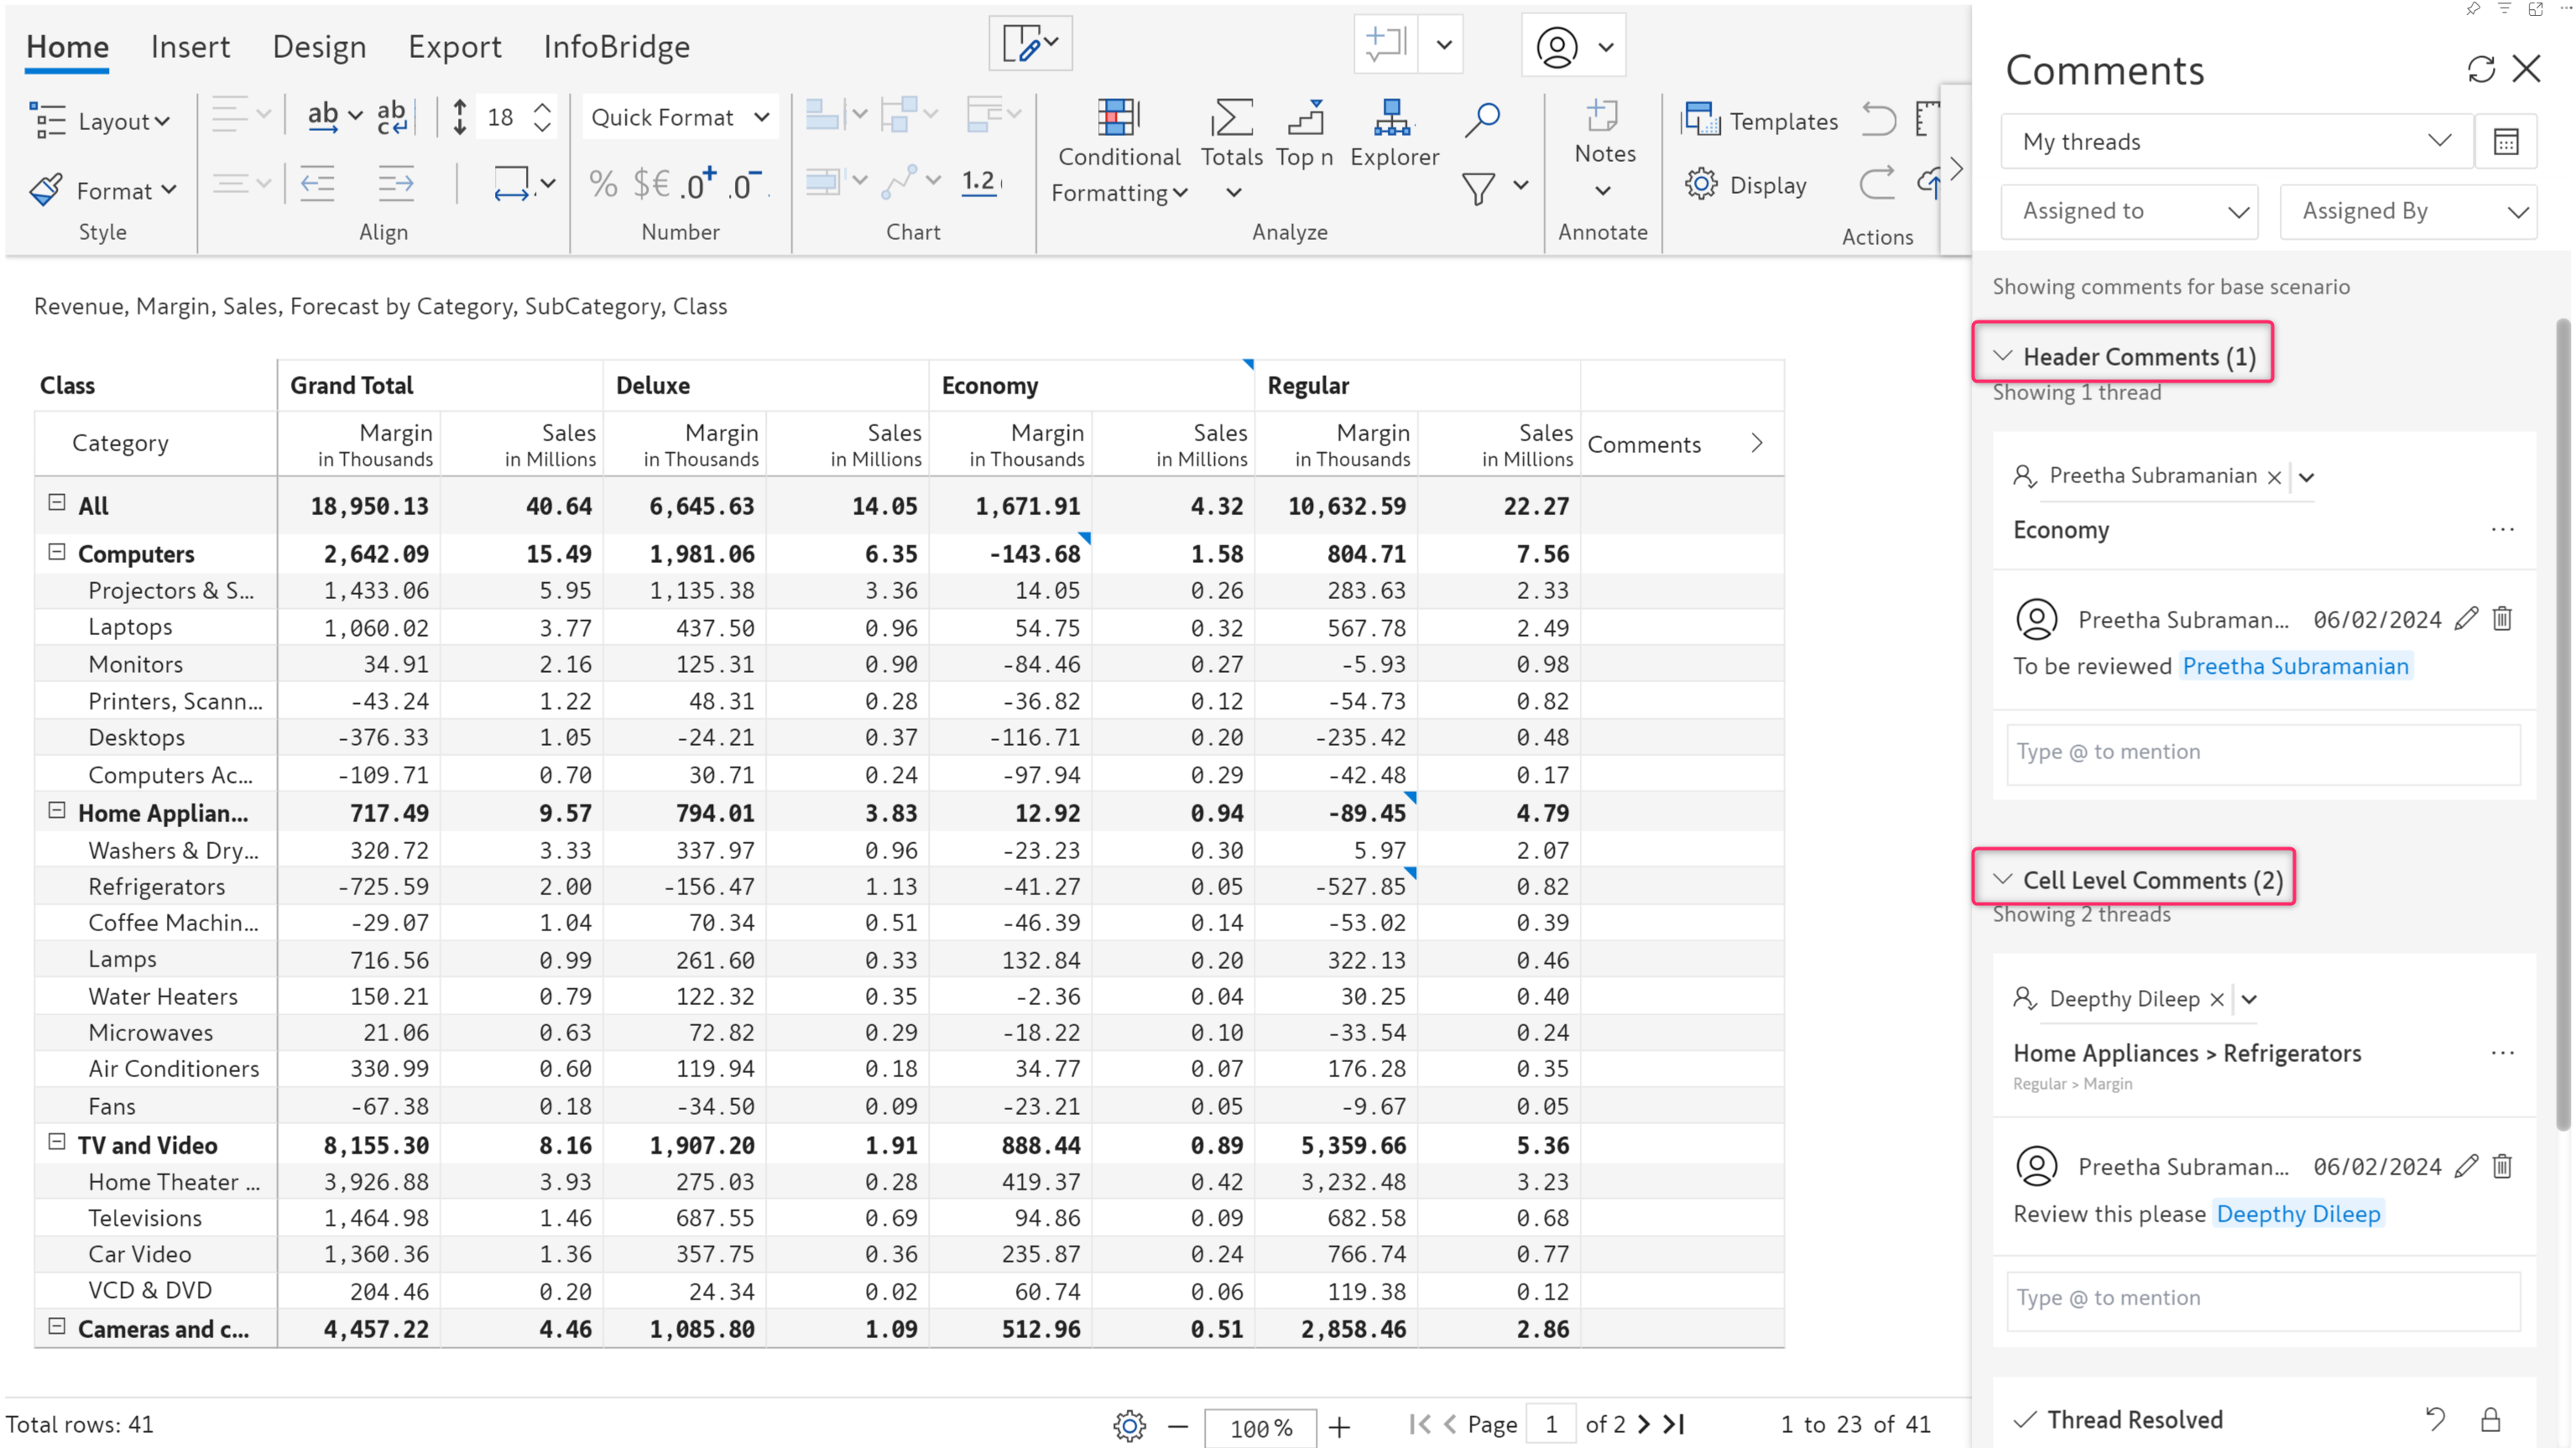 Home Insert Design Export InfoBridge
Layout ab ab c 18 Quick Format Conditional Formatting Totals Top n Explorer Notes Templates
Format % $€ .0+ .0- 1.2 Display
Style Align Number Chart Analyze Annotate Actions
Revenue, Margin, Sales, Forecast by Category, SubCategory, Class
Class Grand Total Deluxe Economy Regular
Category Margin in Thousands Sales in Millions Margin in Thousands Sales in Millions Margin in Thousands Sales in Millions Margin in Thousands Sales in Millions Comments
All 18,950.13 40.64 6,645.63 14.05 1,671.91 4.32 10,632.59 22.27
Computers 2,642.09 15.49 1,981.06 6.35 -143.68 1.58 804.71 7.56
Projectors & S... 1,433.06 5.95 1,135.38 3.36 14.05 0.26 283.63 2.33
Laptops 1,060.02 3.77 437.50 0.96 54.75 0.32 567.78 2.49
Monitors 34.91 2.16 125.31 0.90 -84.46 0.27 -5.93 0.98
Printers, Scann... -43.24 1.22 48.31 0.28 -36.82 0.12 -54.73 0.82
Desktops -376.33 1.05 -24.21 0.37 -116.71 0.20 -235.42 0.48
Computers Ac... -109.71 0.70 30.71 0.24 -97.94 0.29 -42.48 0.17
Home Applian... 717.49 9.57 794.01 3.83 12.92 0.94 -89.45 4.79
Washers & Dry... 320.72 3.33 337.97 0.96 -23.23 0.30 5.97 2.07
Refrigerators -725.59 2.00 -156.47 1.13 -41.27 0.05 -527.85 0.82
Coffee Machin... -29.07 1.04 70.34 0.51 -46.39 0.14 -53.02 0.39
Lamps 716.56 0.99 261.60 0.33 132.84 0.20 322.13 0.46
Water Heaters 150.21 0.79 122.32 0.35 -2.36 0.04 30.25 0.40
Microwaves 21.06 0.63 72.82 0.29 -18.22 0.10 -33.54 0.24
Air Conditioners 330.99 0.60 119.94 0.18 34.77 0.07 176.28 0.35
Fans -67.38 0.18 -34.50 0.09 -23.21 0.05 -9.67 0.05
TV and Video 8,155.30 8.16 1,907.20 1.91 888.44 0.89 5,359.66 5.36
Home Theater ... 3,926.88 3.93 275.03 0.28 419.37 0.42 3,232.48 3.23
Televisions 1,464.98 1.46 687.55 0.69 94.86 0.09 682.58 0.68
Car Video 1,360.36 1.36 357.75 0.36 235.87 0.24 766.74 0.77
VCD & DVD 204.46 0.20 24.34 0.02 60.74 0.06 119.38 0.12
Cameras and c... 4,457.22 4.46 1,085.80 1.09 512.96 0.51 2,858.46 2.86
Total rows: 41 100% Page 1 of 2 1 to 23 of 41
Comments
My threads
Assigned to Assigned By
Showing comments for base scenario
Header Comments (1)
Showing 1 thread
Preetha Subramanian
Economy
Preetha Subraman... 06/02/2024
To be reviewed Preetha Subramanian
Type @ to mention
Cell Level Comments (2)
Showing 2 threads
Deepthy Dileep
Home Appliances > Refrigerators
Regular > Margin
Preetha Subraman... 06/02/2024
Review this please Deepthy Dileep
Type @ to mention
Thread Resolved